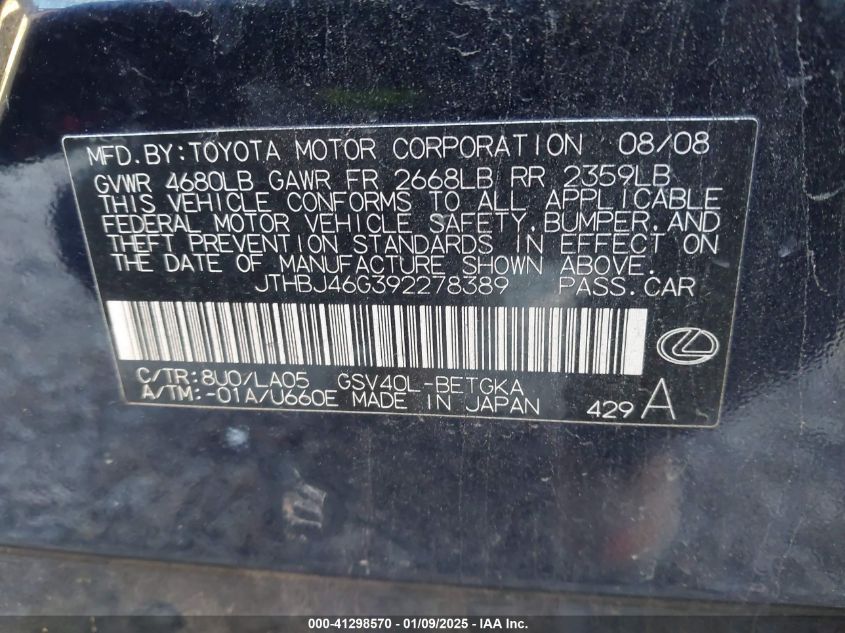 MFD.BY:TOYOTA MOTOR CORPORATION 08/08
GVWR 4680LB GAWR FR 2668LB RR 2359LB
THIS VEHICLE CONFORMS TO ALL APPLICABLE
FEDERAL MOTOR VEHICLE SAFETY,BUMPER,AND
THEFT PREVENTION STANDARDS IN EFFECT ON
THE DATE OF MANUFACTURE SHOWN ABOVE.
JTHBJ46G392278389 PASS.CAR
C/TR:8U0/LA05 GSV40L-BETGKA
A/TM:-01A/U660E MADE IN JAPAN 429 A
000-41298570 - 01/09/2025 - IAA Inc.